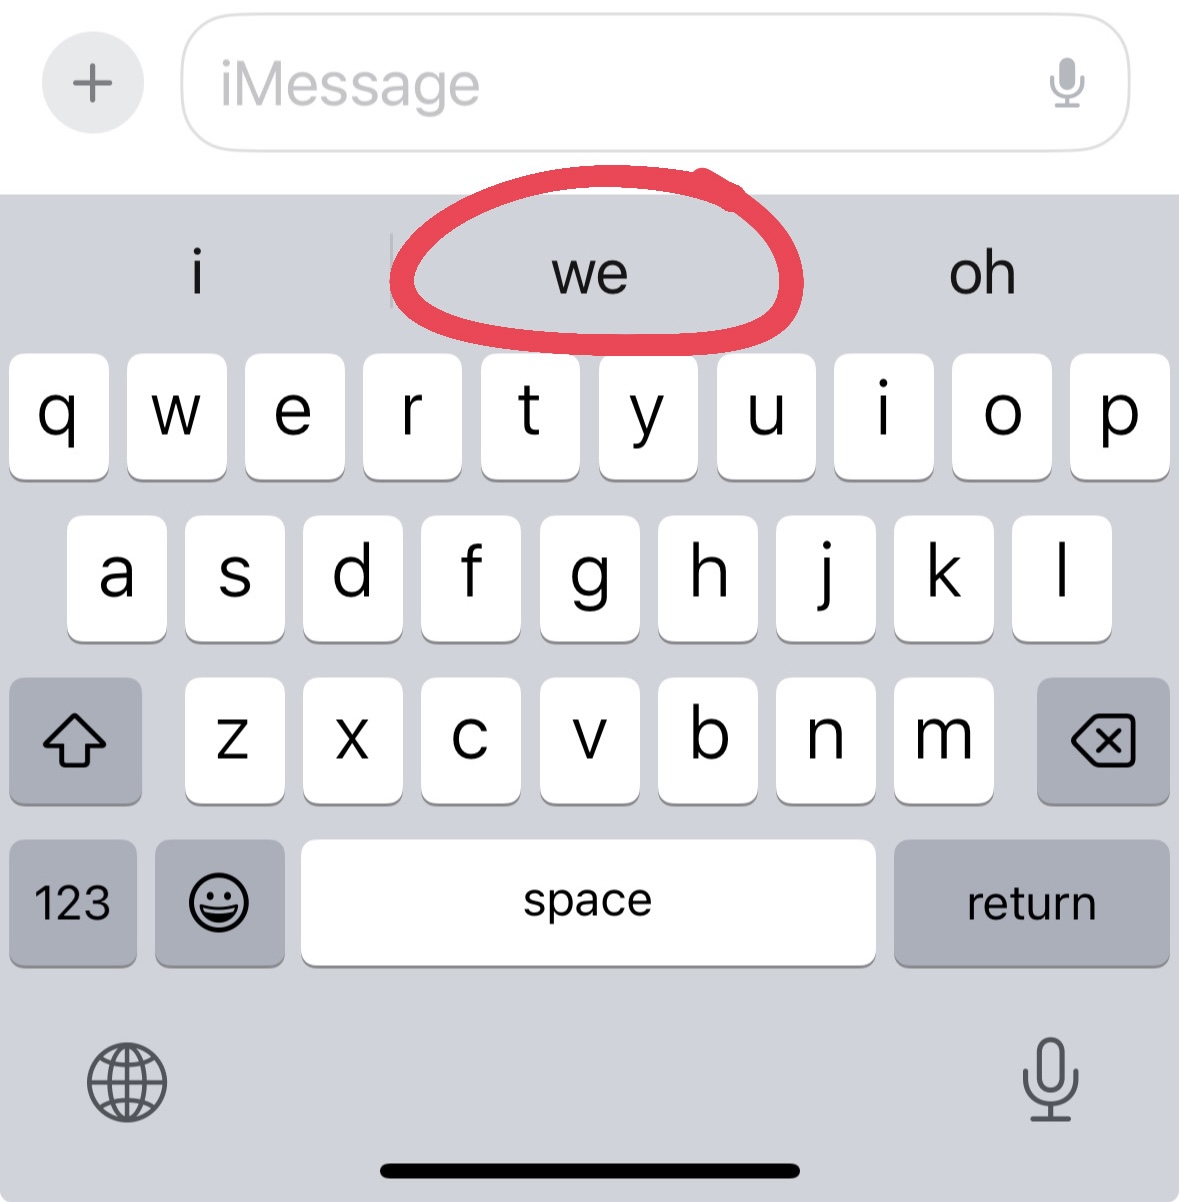 iMessage
i we oh
q w e r t y u i o p
a s d f g h j k l
z x c v b n m
123 space return